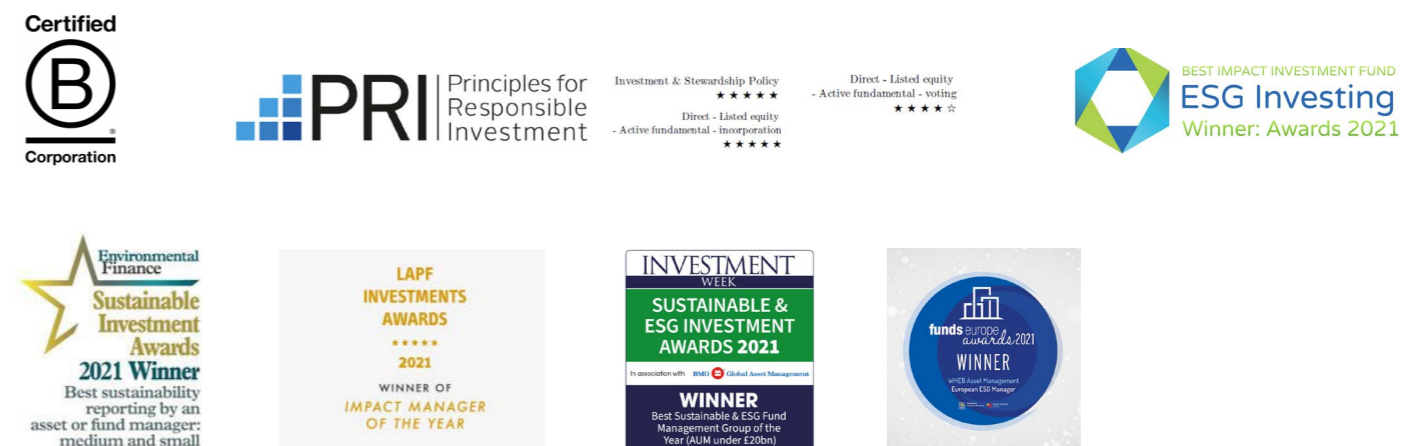 Certified
B
®
Corporation
PRI
Principles for
Responsible
Investment
Investment & Stewardship Policy
★ ★ ★ ★ ★
Direct - Listed equity
- Active fundamental - incorporation
★ ★ ★ ★ ★
Direct - Listed equity
- Active fundamental - voting
★ ★ ★ ★ ☆
BEST IMPACT INVESTMENT FUND
ESG Investing
Winner: Awards 2021
Environmental
Finance
Sustainable
Investment
Awards
2021 Winner
Best sustainability
reporting by an
asset or fund manager:
medium and small
LAPF
INVESTMENTS
AWARDS
★★★★★
2021
WINNER OF
IMPACT MANAGER
OF THE YEAR
INVESTMENT
WEEK
SUSTAINABLE &
ESG INVESTMENT
AWARDS 2021
In association with BMO Global Asset Management
WINNER
Best Sustainable & ESG Fund
Management Group of the
Year (AUM under £20bn)
funds europe
awards 2021
WINNER
WHEB Asset Management
European ESG Manager